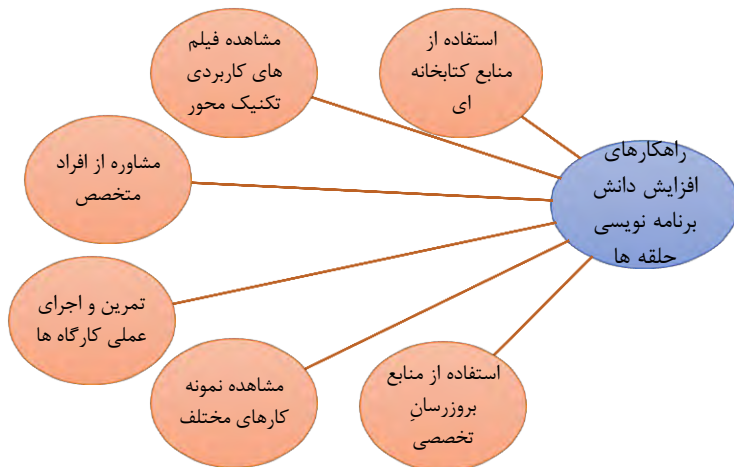 راهکارهای
افزایش دانش
برنامه نویسی
حلقه ها
استفاده از
منابع کتابخانه
ای
مشاهده فیلم
های کاربردی
تکنیک محور
مشاوره از افراد
متخصص
تمرین و اجرای
عملی کارگاه ها
مشاهده نمونه
کارهای مختلف
استفاده از منابع
بروزرسانِ
تخصصی